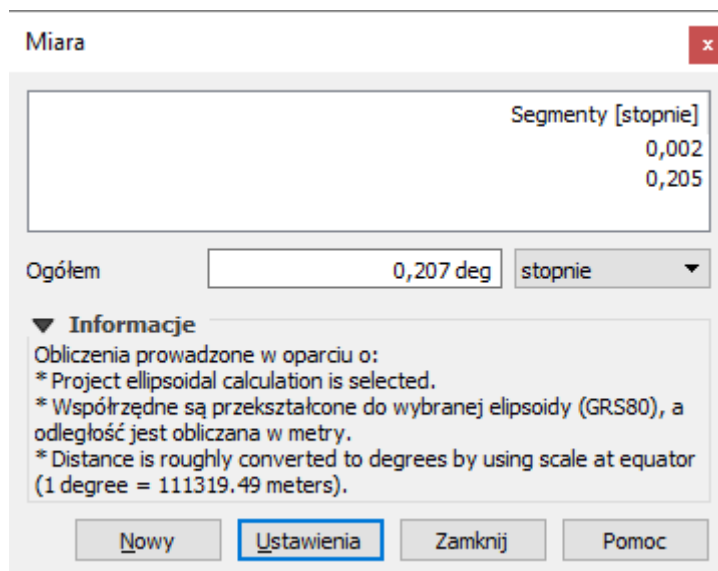 Miara
x
Segmenty [stopnie]
0,002
0,205
Ogółem 0,207 deg stopnie
Informacje
Obliczenia prowadzone w oparciu o:
* Project ellipsoidal calculation is selected.
* Współrzędne są przekształcone do wybranej elipsoidy (GRS80), a
odległość jest obliczana w metry.
* Distance is roughly converted to degrees by using scale at equator
(1 degree = 111319.49 meters).
Nowy Ustawienia Zamknij Pomoc